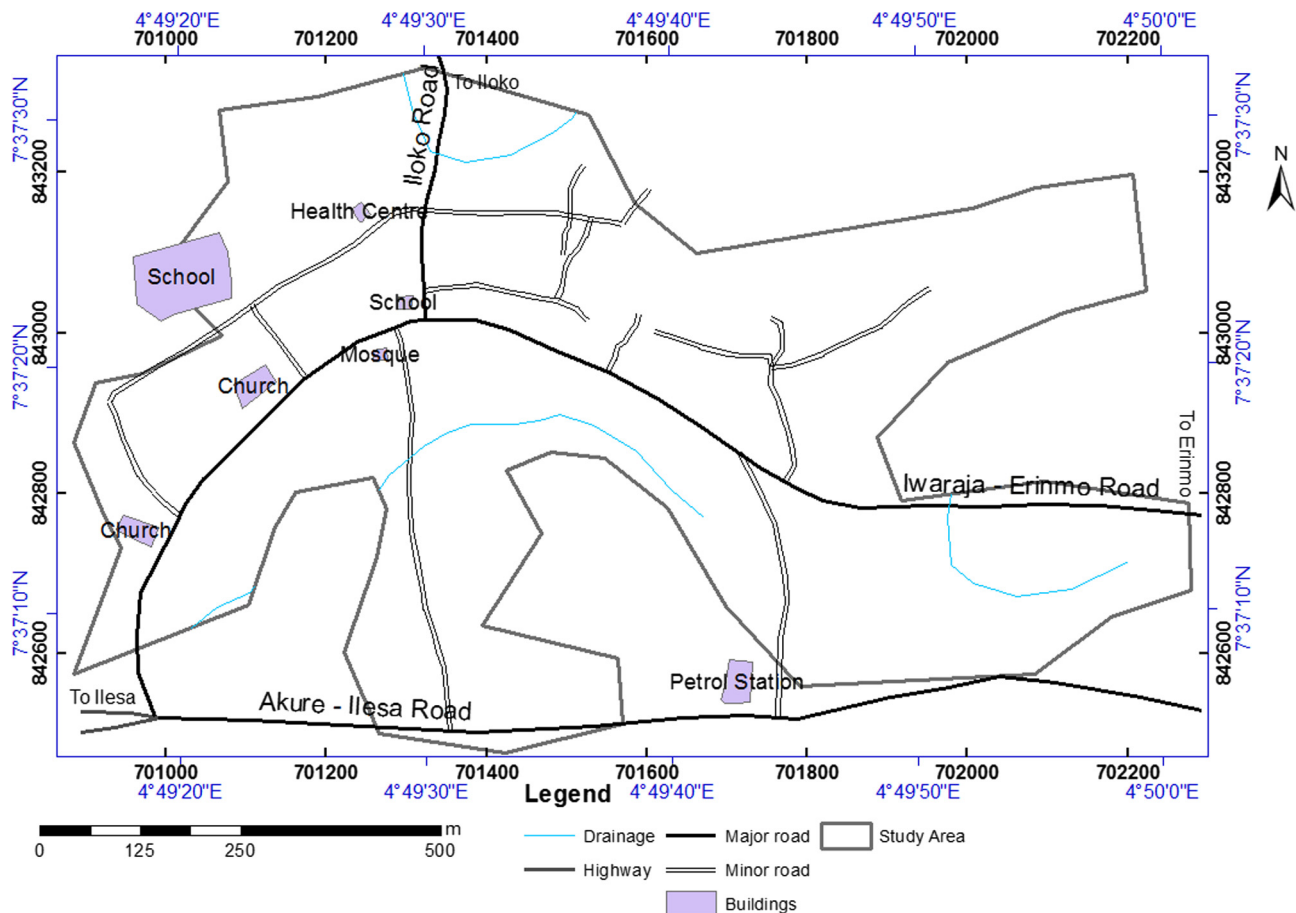 4°49'20"E 4°49'30"E 4°49'40"E 4°49'50"E 4°50'0"E
701000 701200 701400 701600 701800 702000 702200
To Iloko
Iloko Road
7°37'30"N
7°37'30"N
843200
843200
N
Health Centre
School
School
843000
843000
Mosque
7°37'20"N
7°37'20"N
Church
To Erinmo
Iwaraja - Erinmo Road
842800
842800
Church
7°37'10"N
7°37'10"N
842600
842600
Petrol Station
To Ilesa
Akure - Ilesa Road
701000 701200 701400 701600 701800 702000 702200
4°49'20"E 4°49'30"E 4°49'40"E 4°49'50"E 4°50'0"E
Legend
m
0 125 250 500
Drainage Major road Study Area
Highway Minor road
Buildings